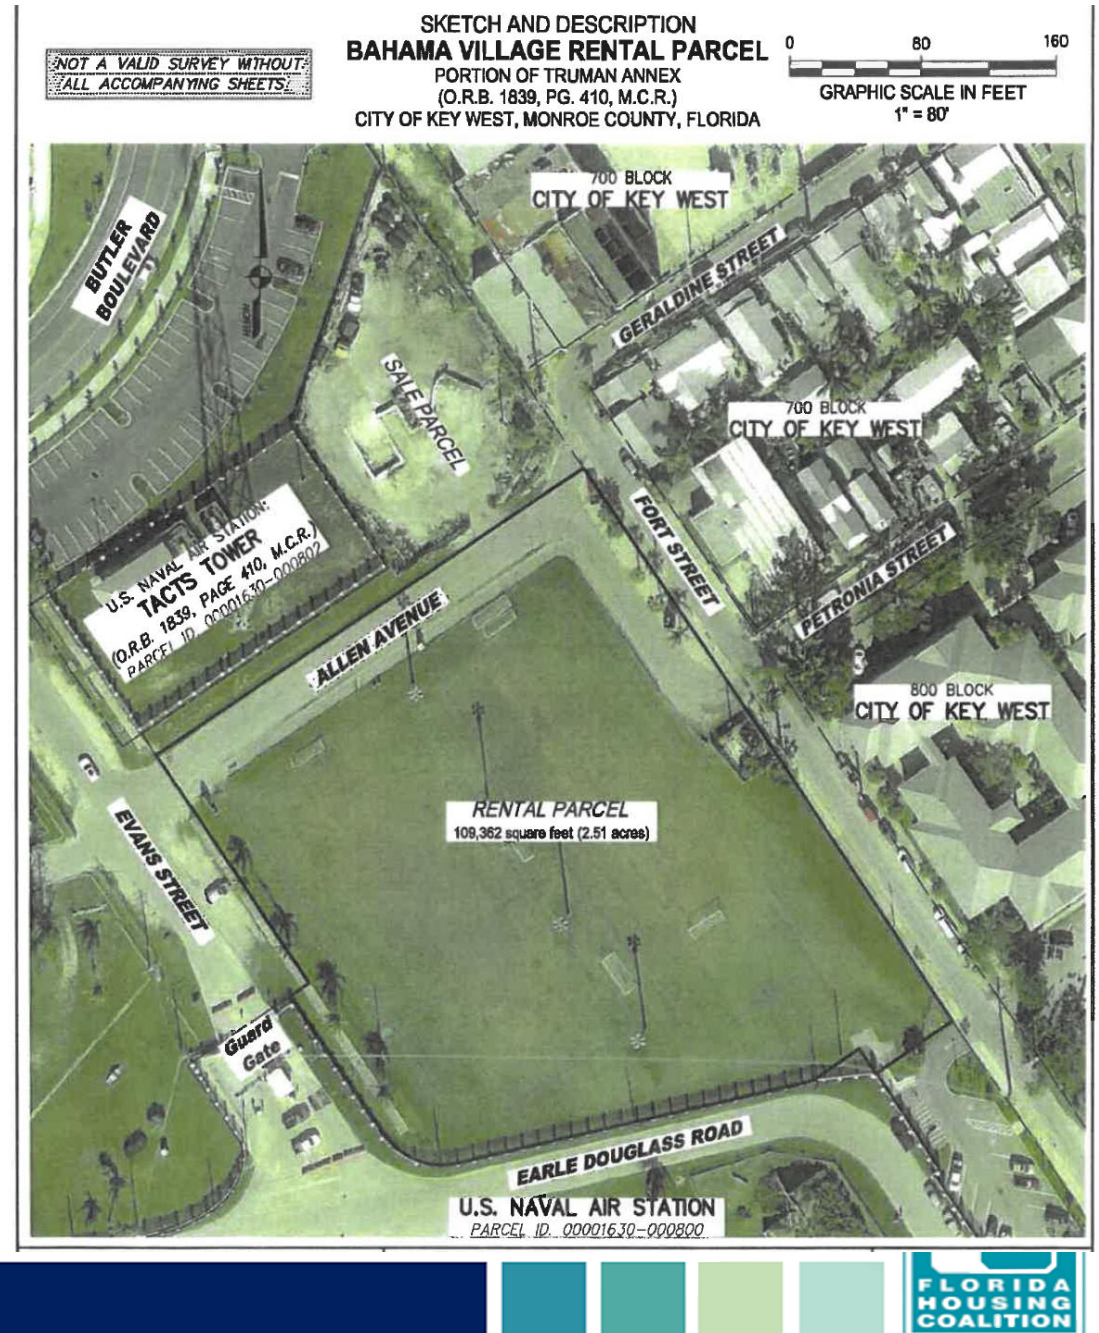 SKETCH AND DESCRIPTION
BAHAMA VILLAGE RENTAL PARCEL
PORTION OF TRUMAN ANNEX
(O.R.B. 1839, PG. 410, M.C.R.)
CITY OF KEY WEST, MONROE COUNTY, FLORIDA
NOT A VALID SURVEY WITHOUT
ALL ACCOMPANYING SHEETS
0 80 160
GRAPHIC SCALE IN FEET
1" = 80'
700 BLOCK
CITY OF KEY WEST
BUTLER
BOULEVARD
GERALDINE STREET
SALE PARCEL
700 BLOCK
CITY OF KEY WEST
U.S. NAVAL AIR STATION:
TACTS TOWER
(O.R.B. 1839, PAGE 410, M.C.R.)
PARCEL ID. 00001630-000802
FORT STREET
PETRONIA STREET
ALLEN AVENUE
800 BLOCK
CITY OF KEY WEST
RENTAL PARCEL
109,362 square feet (2.51 acres)
EVANS STREET
Guard
Gate
EARLE DOUGLASS ROAD
U.S. NAVAL AIR STATION
PARCEL ID. 00001630-000800
FLORIDA
HOUSING
COALITION